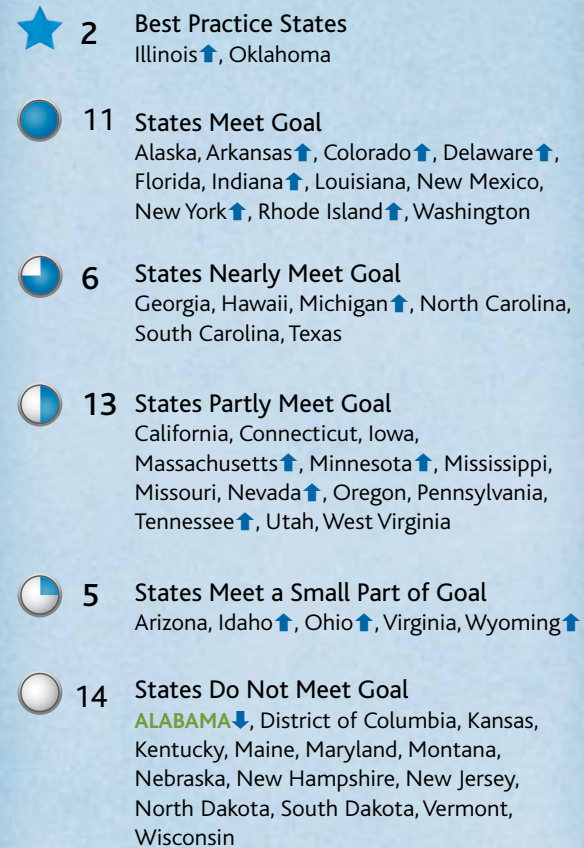 2 Best Practice States
Illinois⬆, Oklahoma
11 States Meet Goal
Alaska, Arkansas⬆, Colorado⬆, Delaware⬆,
Florida, Indiana⬆, Louisiana, New Mexico,
New York⬆, Rhode Island⬆, Washington
6 States Nearly Meet Goal
Georgia, Hawaii, Michigan⬆, North Carolina,
South Carolina, Texas
13 States Partly Meet Goal
California, Connecticut, Iowa,
Massachusetts⬆, Minnesota⬆, Mississippi,
Missouri, Nevada⬆, Oregon, Pennsylvania,
Tennessee⬆, Utah, West Virginia
5 States Meet a Small Part of Goal
Arizona, Idaho⬆, Ohio⬆, Virginia, Wyoming⬆
14 States Do Not Meet Goal
ALABAMA⬇, District of Columbia, Kansas,
Kentucky, Maine, Maryland, Montana,
Nebraska, New Hampshire, New Jersey,
North Dakota, South Dakota, Vermont,
Wisconsin